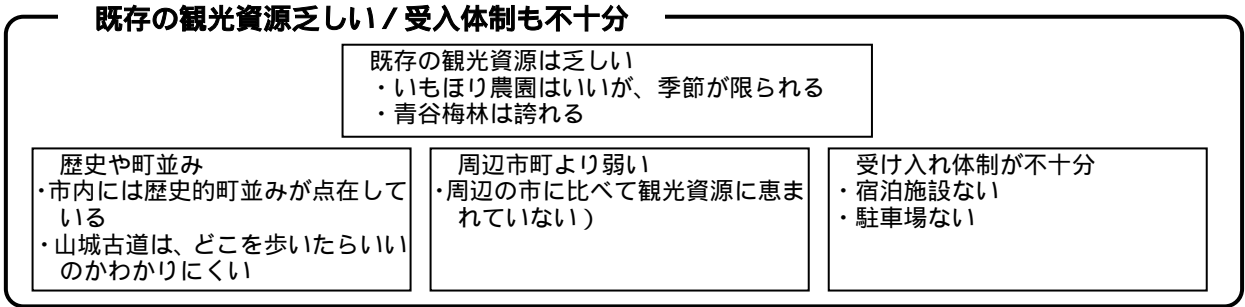 既存の観光資源乏しい / 受入体制も不十分
既存の観光資源は乏しい
・いもほり農園はいいが、季節が限られる
・青谷梅林は誇れる
歴史や町並み
・市内には歴史的町並みが点在して
いる
・山城古道は、どこを歩いたらいい
のかわかりにくい
周辺市町より弱い
・周辺の市に比べて観光資源に恵ま
れていない)
受け入れ体制が不十分
・宿泊施設ない
・駐車場ない